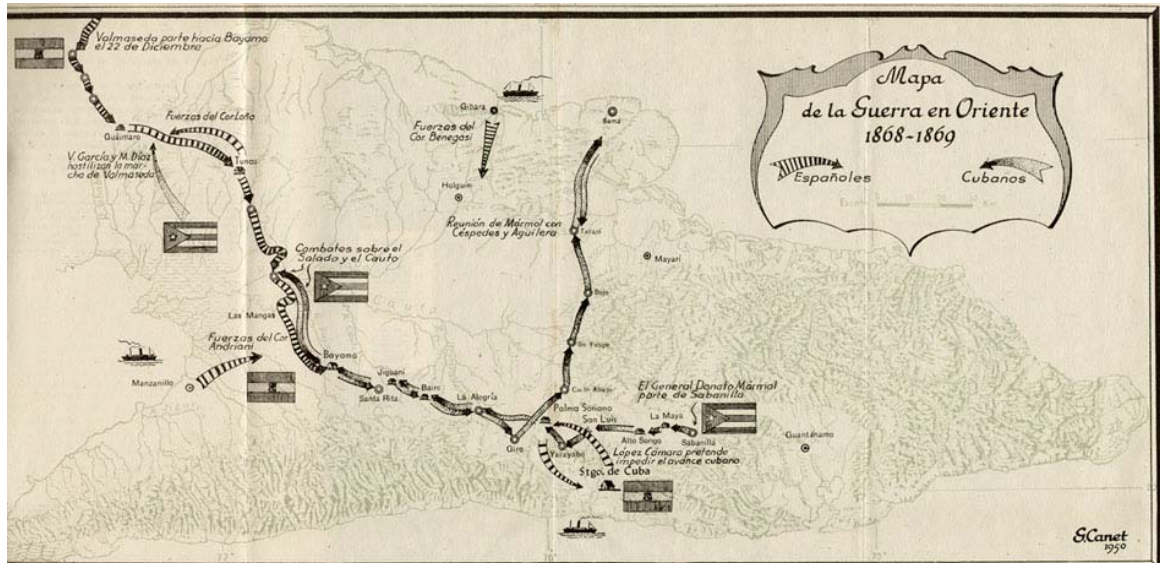 Mapa
de la Guerra en Oriente
1868-1869
Españoles
Cubanos
Valmaseda parte hacia Bayamo
el 22 de Diciembre
Fuerzas del Cor. Loño
Guáimaro
V. García y M. Díaz
hostilizan la mar-
cha de Valmaseda
Tunas
Gibara
Fuerzas del
Cor. Benegasi
Holguín
Reunión de Mármol con
Céspedes y Aguilera
Banes
Tacajó
Mayarí
Combates sobre el
Salado y el Cauto
Cauto
Las Mangas
Fuerzas del Cor.
Andriani
Manzanillo
Bayamo
Jiguaní
Santa Rita
Baire
La Alegría
Giro
Palma Soriano
San Luis
Yarayabo
Alto Songo
La Maya
Sabanilla
El General Donato Mármol
parte de Sabanilla
López Cámara pretende
impedir el avance cubano
Guantánamo
Stgo. de Cuba
77°
76°
G. Canet
1950